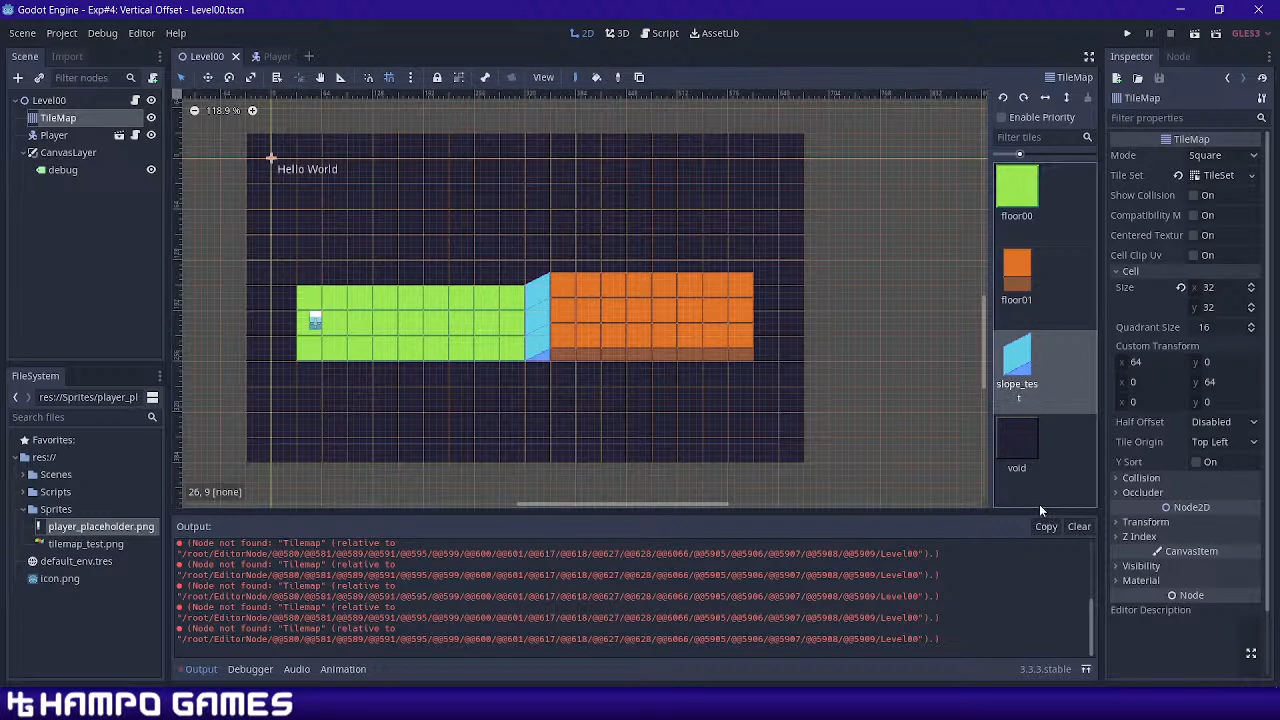 Godot Engine - Exp#4: Vertical Offset - Level00.tscn
Scene Project Debug Editor Help
2D 3D Script AssetLib
GLES3
Scene Import
Filter nodes
Level00
TileMap
Player
CanvasLayer
debug
FileSystem
res://Sprites/player_pl
Search files
Favorites:
res://
Scenes
Scripts
Sprites
player_placeholder.png
tilemap_test.png
default_env.tres
icon.png
Level00 Player
View
TileMap
118.9 %
Hello World
26, 9 [none]
Enable Priority
Filter tiles
floor00
floor01
slope_tes
t
void
Output:
Copy Clear
(Node not found: "Tilemap" (relative to
"/root/EditorNode/@@580/@@581/@@589/@@591/@@595/@@599/@@600/@@601/@@617/@@618/@@627/@@628/@@6066/@@5905/@@5906/@@5907/@@5908/@@5909/Level00").)
(Node not found: "Tilemap" (relative to
"/root/EditorNode/@@580/@@581/@@589/@@591/@@595/@@599/@@600/@@601/@@617/@@618/@@627/@@628/@@6066/@@5905/@@5906/@@5907/@@5908/@@5909/Level00").)
(Node not found: "Tilemap" (relative to
"/root/EditorNode/@@580/@@581/@@589/@@591/@@595/@@599/@@600/@@601/@@617/@@618/@@627/@@628/@@6066/@@5905/@@5906/@@5907/@@5908/@@5909/Level00").)
(Node not found: "Tilemap" (relative to
"/root/EditorNode/@@580/@@581/@@589/@@591/@@595/@@599/@@600/@@601/@@617/@@618/@@627/@@628/@@6066/@@5905/@@5906/@@5907/@@5908/@@5909/Level00").)
(Node not found: "Tilemap" (relative to
"/root/EditorNode/@@580/@@581/@@589/@@591/@@595/@@599/@@600/@@601/@@617/@@618/@@627/@@628/@@6066/@@5905/@@5906/@@5907/@@5908/@@5909/Level00").)
Output Debugger Audio Animation
3.3.3.stable
Inspector Node
TileMap
Filter properties
TileMap
Mode Square
Tile Set TileSet
Show Collision On
Compatibility M On
Centered Textur On
Cell Clip Uv On
Cell
Size x 32
y 32
Quadrant Size 16
Custom Transform
x 64 y 0
x 0 y 64
x 0 y 0
Half Offset Disabled
Tile Origin Top Left
Y Sort On
Collision
Occluder
Node2D
Transform
Z Index
CanvasItem
Visibility
Material
Node
Editor Description
HAMPO GAMES